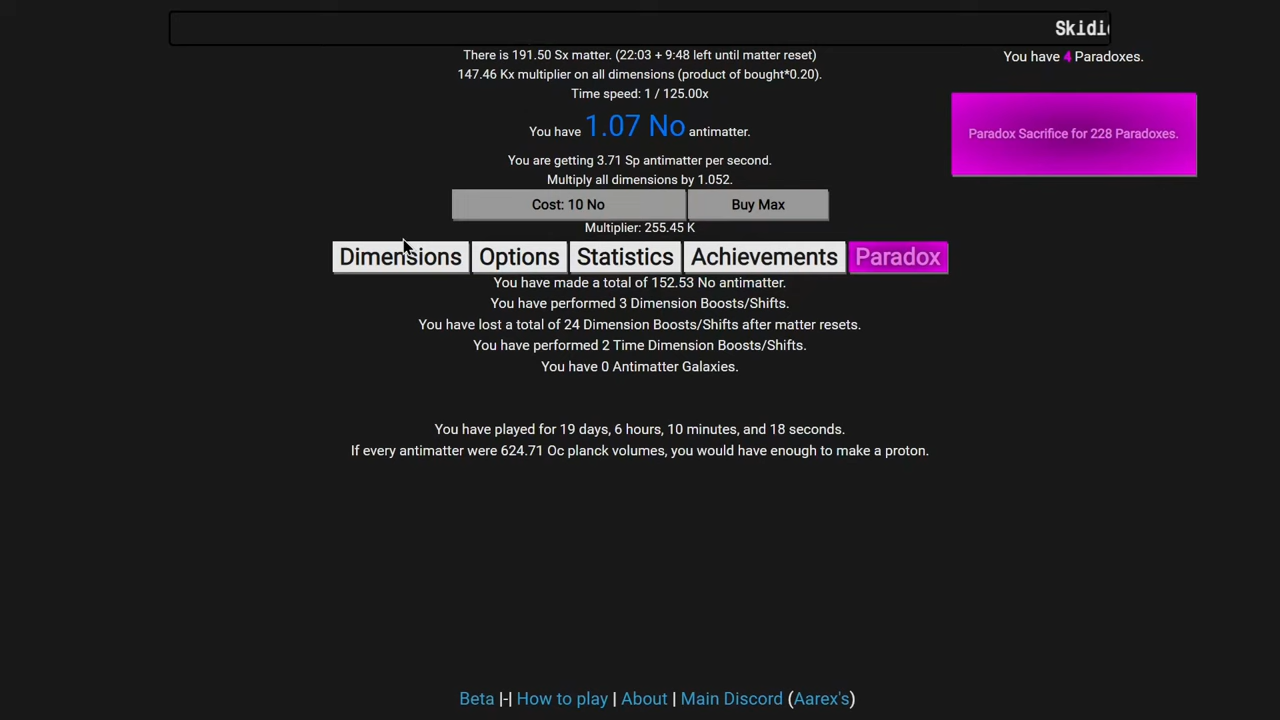 Skidi
There is 191.50 Sx matter. (22:03 + 9:48 left until matter reset)
You have 4 Paradoxes.
147.46 Kx multiplier on all dimensions (product of bought*0.20).
Time speed: 1 / 125.00x
You have 1.07 No antimatter.
Paradox Sacrifice for 228 Paradoxes.
You are getting 3.71 Sp antimatter per second.
Multiply all dimensions by 1.052.
Cost: 10 No Buy Max
Multiplier: 255.45 K
Dimensions Options Statistics Achievements Paradox
You have made a total of 152.53 No antimatter.
You have performed 3 Dimension Boosts/Shifts.
You have lost a total of 24 Dimension Boosts/Shifts after matter resets.
You have performed 2 Time Dimension Boosts/Shifts.
You have 0 Antimatter Galaxies.
You have played for 19 days, 6 hours, 10 minutes, and 18 seconds.
If every antimatter were 624.71 Oc planck volumes, you would have enough to make a proton.
Beta |-| How to play | About | Main Discord (Aarex's)